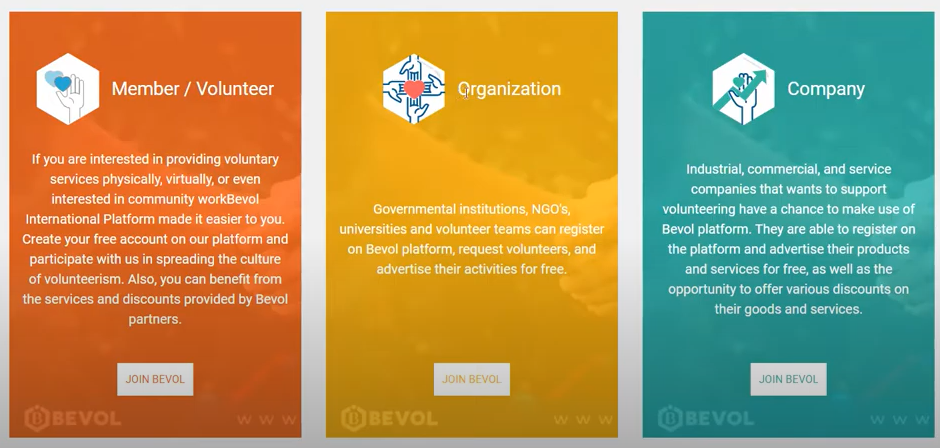 Member / Volunteer
If you are interested in providing voluntary
services physically, virtually, or even
interested in community workBevol
International Platform made it easier to you.
Create your free account on our platform and
participate with us in spreading the culture
of volunteerism. Also, you can benefit from
the services and discounts provided by Bevol
partners.
JOIN BEVOL
BEVOL
W W W
Organization
Governmental institutions, NGO's,
universities and volunteer teams can register
on Bevol platform, request volunteers, and
advertise their activities for free.
JOIN BEVOL
BEVOL
W W W
Company
Industrial, commercial, and service
companies that wants to support
volunteering have a chance to make use of
Bevol platform. They are able to register on
the platform and advertise their products
and services for free, as well as the
opportunity to offer various discounts on
their goods and services.
JOIN BEVOL
BEVOL
W W W